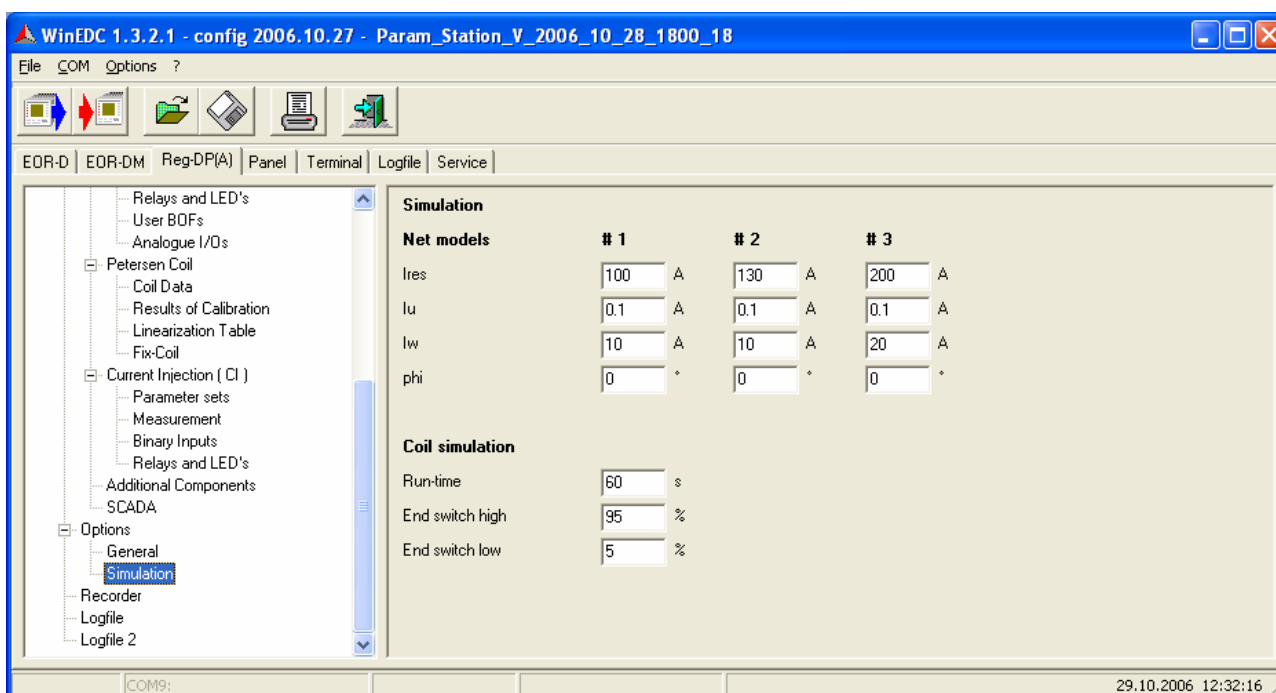 WinEDC 1.3.2.1 - config 2006.10.27 - Param_Station_V_2006_10_28_1800_18
File COM Options ?
EOR-D EOR-DM Reg-DP(A) Panel Terminal Logfile Service
Relays and LED's
User BOFs
Analogue I/Os
Petersen Coil
Coil Data
Results of Calibration
Linearization Table
Fix-Coil
Current Injection ( CI )
Parameter sets
Measurement
Binary Inputs
Relays and LED's
Additional Components
SCADA
Options
General
Simulation
Recorder
Logfile
Logfile 2
Simulation
Net models # 1 # 2 # 3
Ires 100 A 130 A 200 A
Iu 0.1 A 0.1 A 0.1 A
Iw 10 A 10 A 20 A
phi 0 ° 0 ° 0 °
Coil simulation
Run-time 60 s
End switch high 95 %
End switch low 5 %
COM9: 29.10.2006 12:32:16